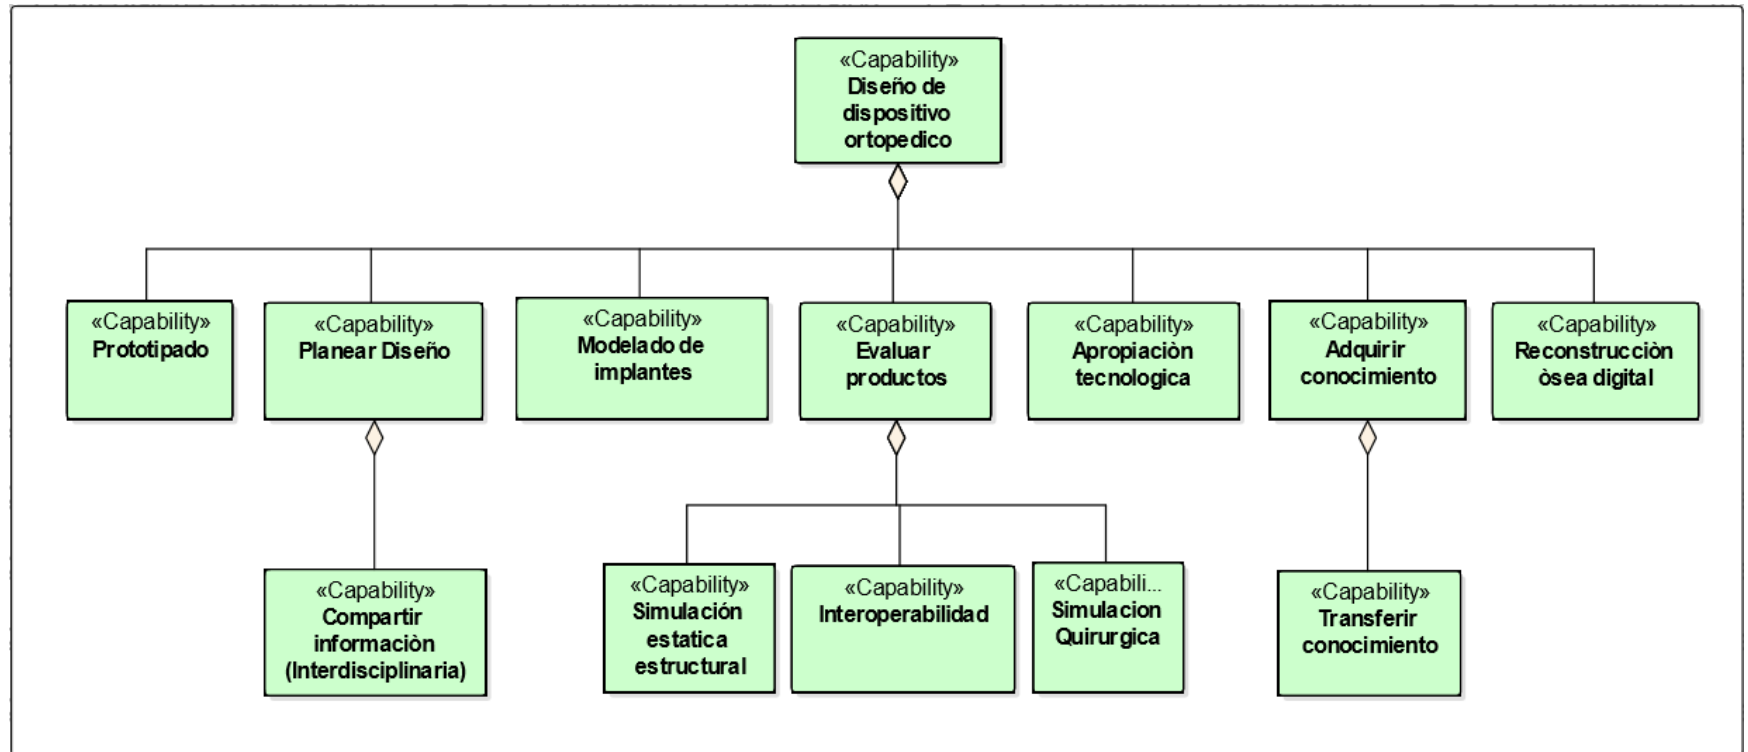 «Capability»
Diseño de
dispositivo
ortopedico
«Capability»
Prototipado
«Capability»
Planear Diseño
«Capability»
Modelado de
implantes
«Capability»
Evaluar
productos
«Capability»
Apropiaciòn
tecnologica
«Capability»
Adquirir
conocimiento
«Capability»
Reconstrucciòn
òsea digital
«Capability»
Compartir
informaciòn
(Interdisciplinaria)
«Capability»
Simulación
estatica
estructural
«Capability»
Interoperabilidad
«Capabili...
Simulacion
Quirurgica
«Capability»
Transferir
conocimiento